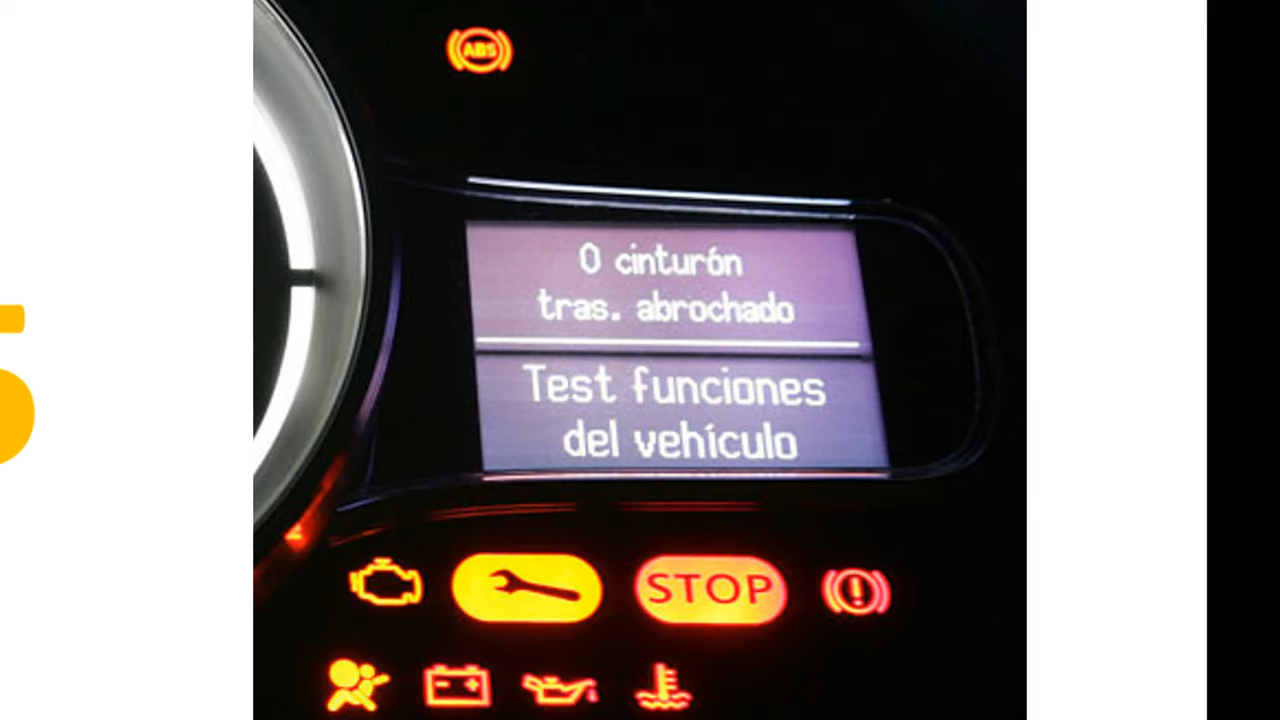 ABS
0 cinturón
tras. abrochado
Test funciones
del vehículo
STOP